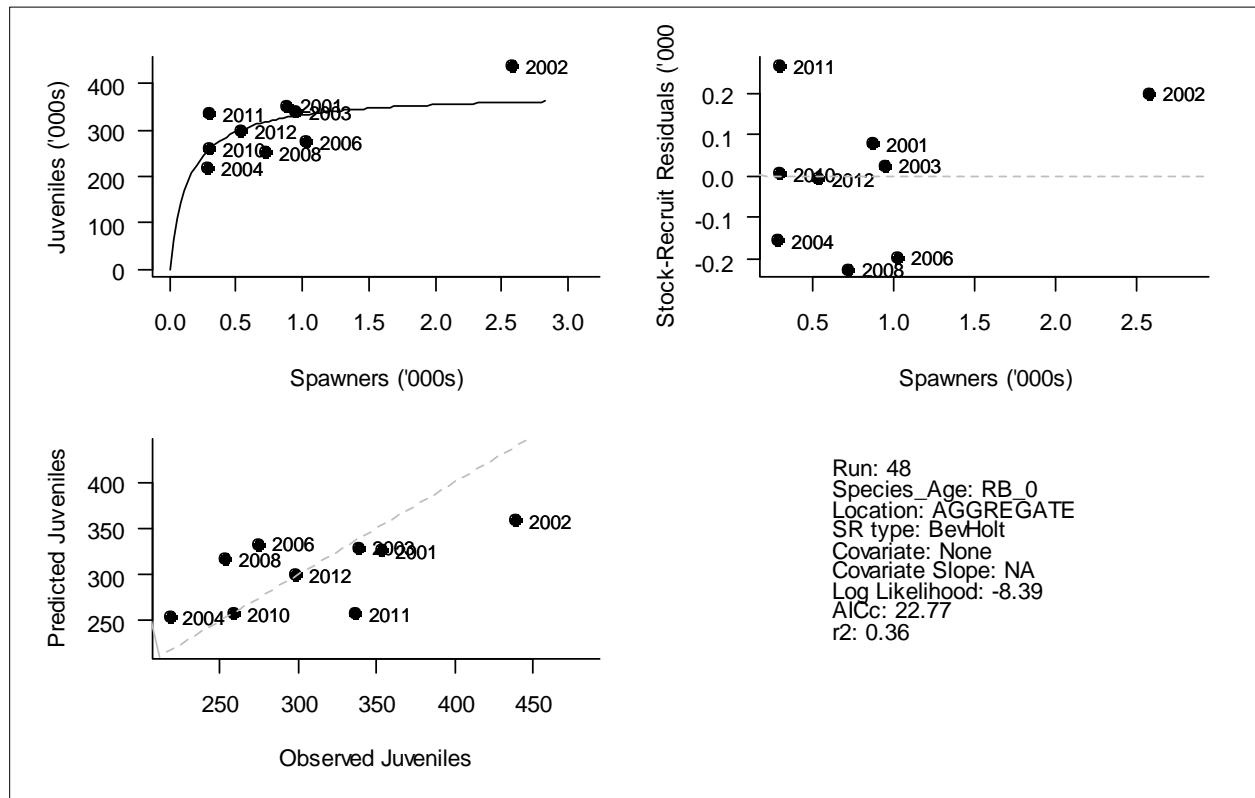 Juveniles ('000s)
400
300
200
100
0
2002
2001
2003
2011
2012
2006
2010
2008
2004
0.0 0.5 1.0 1.5 2.0 2.5 3.0
Spawners ('000s)
Stock-Recruit Residuals ('000
0.2
0.1
0.0
-0.1
-0.2
2011
2002
2001
2003
2010
2012
2004
2006
2008
0.5 1.0 1.5 2.0 2.5
Spawners ('000s)
Predicted Juveniles
400
350
300
250
2002
2006
2003
2001
2008
2012
2004
2010
2011
250 300 350 400 450
Observed Juveniles
Run: 48
Species_Age: RB_0
Location: AGGREGATE
SR type: BevHolt
Covariate: None
Covariate Slope: NA
Log Likelihood: -8.39
AICc: 22.77
r2: 0.36